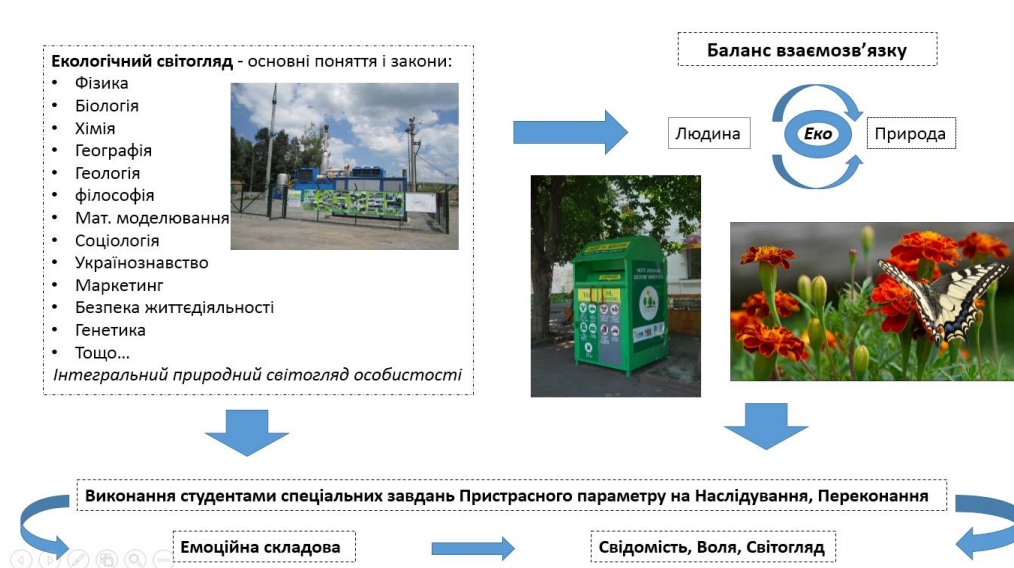 Екологічний світогляд - основні поняття і закони:
• Фізика
• Біологія
• Хімія
• Географія
• Геологія
• філософія
• Мат. моделювання
• Соціологія
• Українознавство
• Маркетинг
• Безпека життєдіяльності
• Генетика
• Тощо...
Інтегральний природний світогляд особистості
Баланс взаємозв’язку
Людина
Еко
Природа
Виконання студентами спеціальних завдань Пристрасного параметру на Наслідування, Переконання
Емоційна складова
Свідомість, Воля, Світогляд